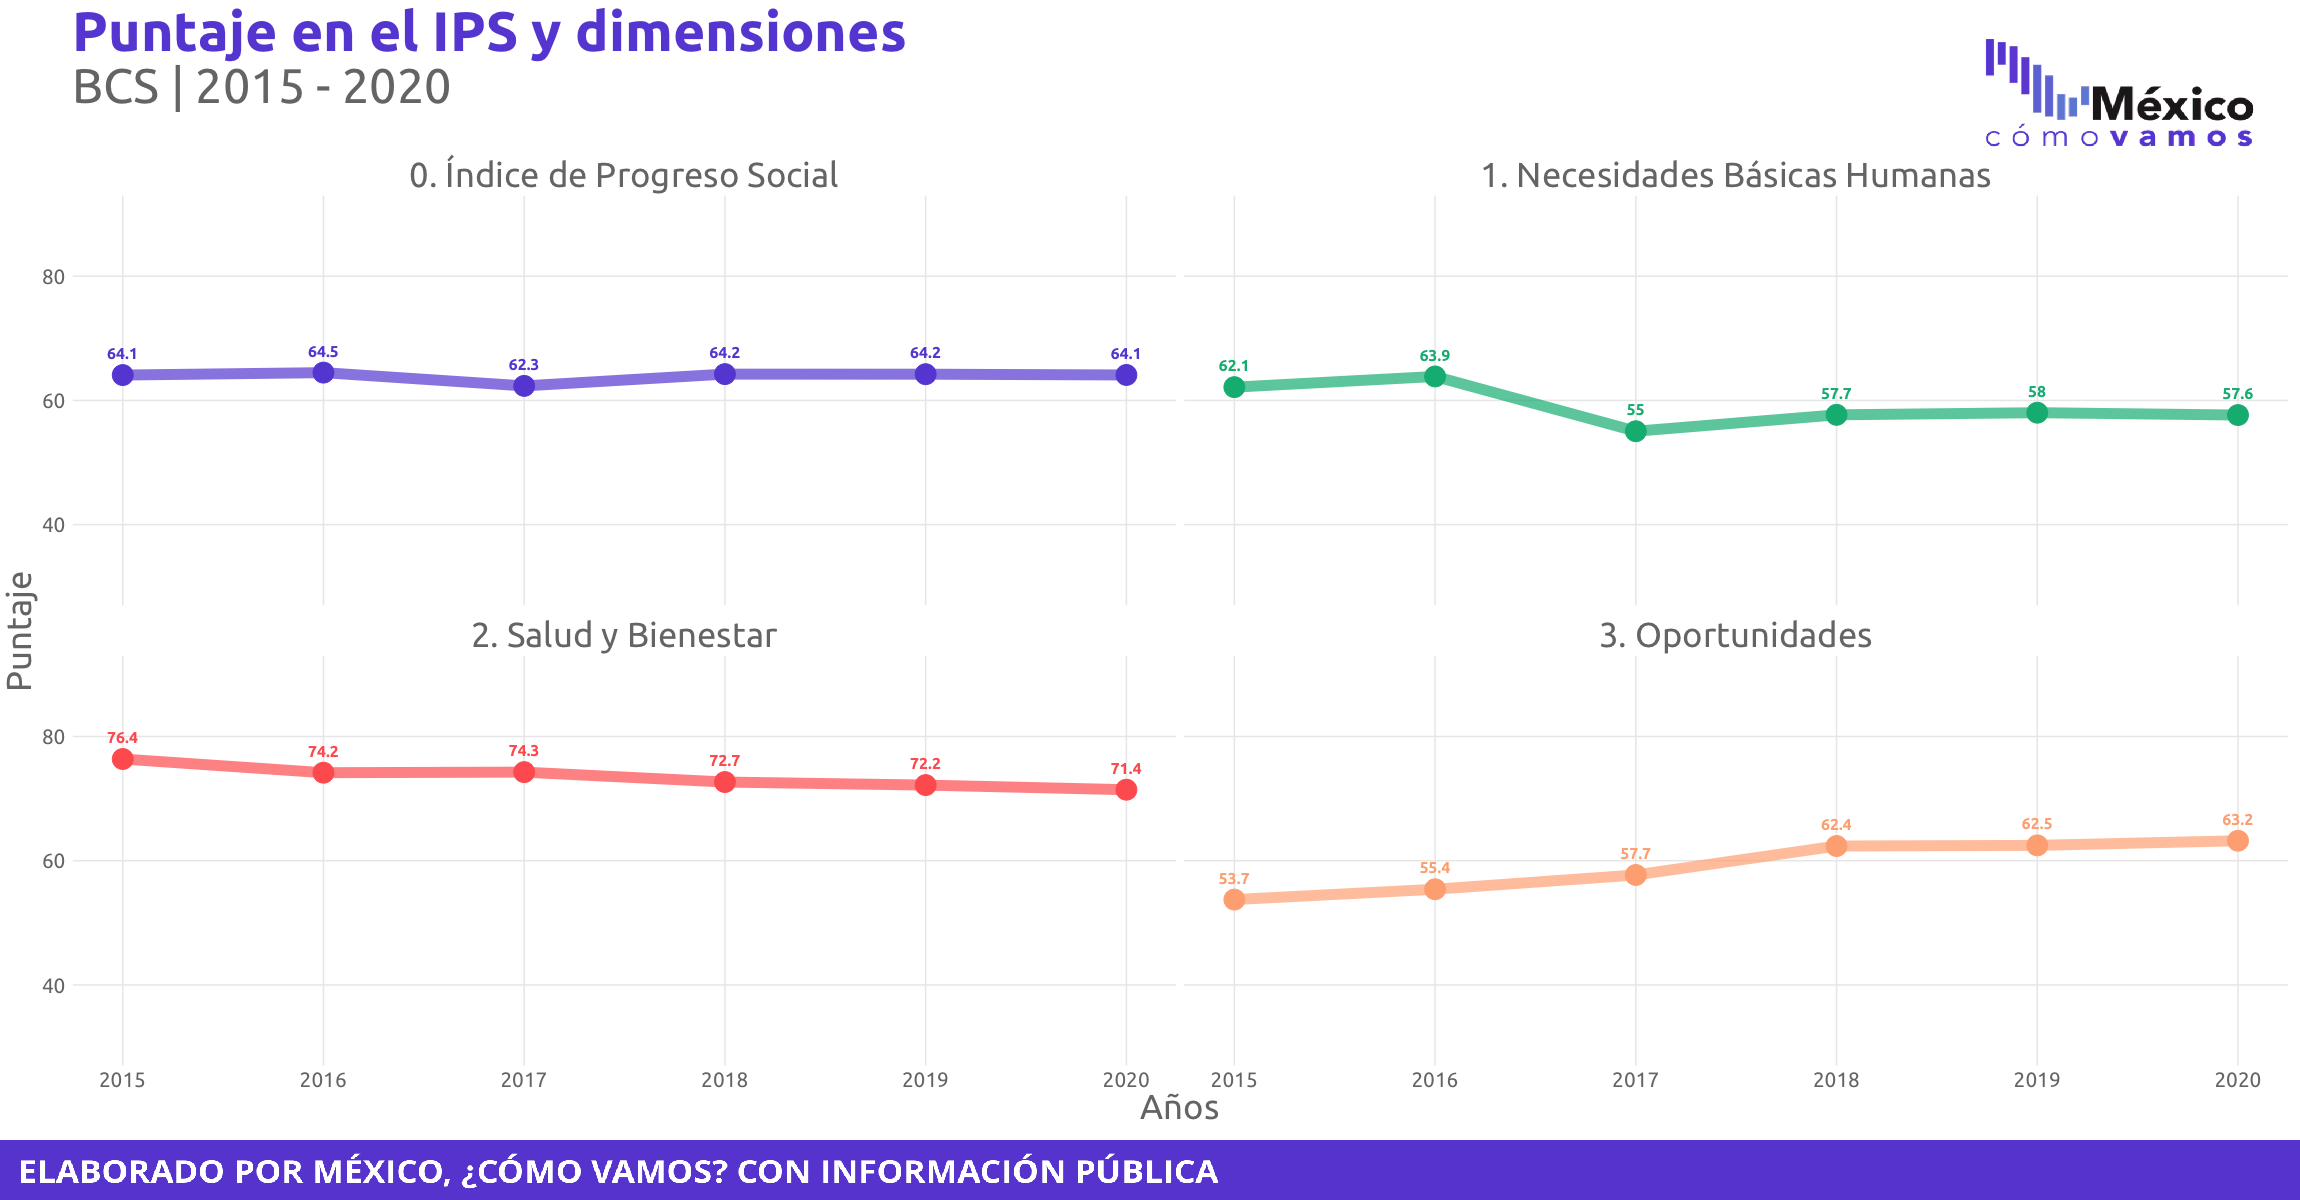 Puntaje en el IPS y dimensiones
BCS | 2015 - 2020
México
cómo vamos
0. Índice de Progreso Social
1. Necesidades Básicas Humanas
80
60
40
64.1 64.5 62.3 64.2 64.2 64.1
62.1 63.9 55 57.7 58 57.6
Puntaje
2. Salud y Bienestar
3. Oportunidades
80
60
40
76.4 74.2 74.3 72.7 72.2 71.4
53.7 55.4 57.7 62.4 62.5 63.2
2015 2016 2017 2018 2019 2020
2015 2016 2017 2018 2019 2020
Años
ELABORADO POR MÉXICO, ¿CÓMO VAMOS? CON INFORMACIÓN PÚBLICA